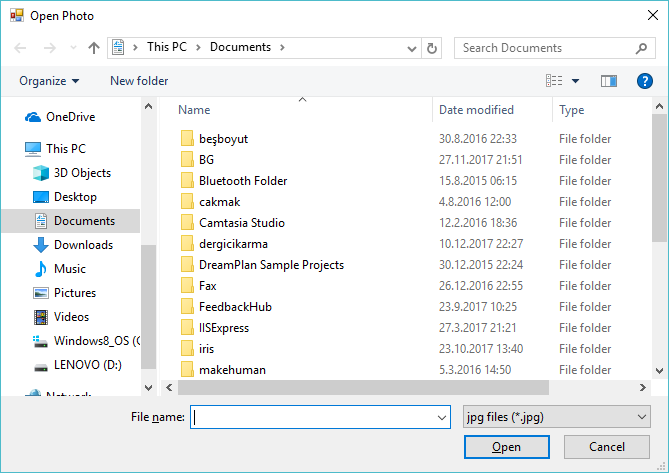 Open Photo
This PC > Documents >
Search Documents
Organize
New folder
Name Date modified Type
OneDrive
This PC
3D Objects
Desktop
Documents
Downloads
Music
Pictures
Videos
Windows8_OS (C
LENOVO (D:)
Network
beşboyut 30.8.2016 22:33 File folder
BG 27.11.2017 21:51 File folder
Bluetooth Folder 15.8.2015 06:15 File folder
cakmak 4.8.2016 12:00 File folder
Camtasia Studio 12.2.2016 18:36 File folder
dergicikarma 10.12.2017 22:27 File folder
DreamPlan Sample Projects 30.12.2015 22:24 File folder
Fax 26.12.2016 22:55 File folder
FeedbackHub 23.9.2017 10:25 File folder
IISExpress 27.3.2017 21:21 File folder
iris 23.10.2017 13:40 File folder
makehuman 5.3.2016 14:50 File folder
File name:
jpg files (*.jpg)
Open
Cancel